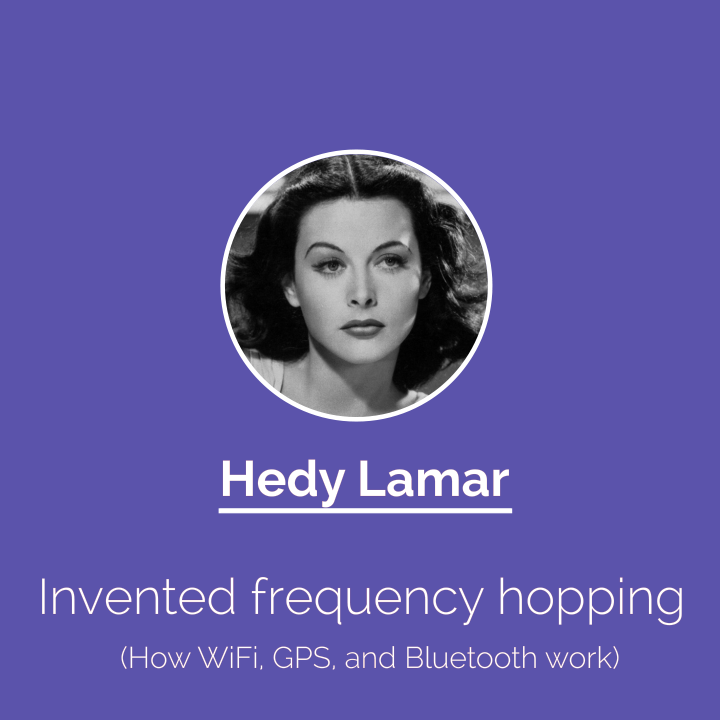 Hedy Lamar
Invented frequency hopping
(How WiFi, GPS, and Bluetooth work)